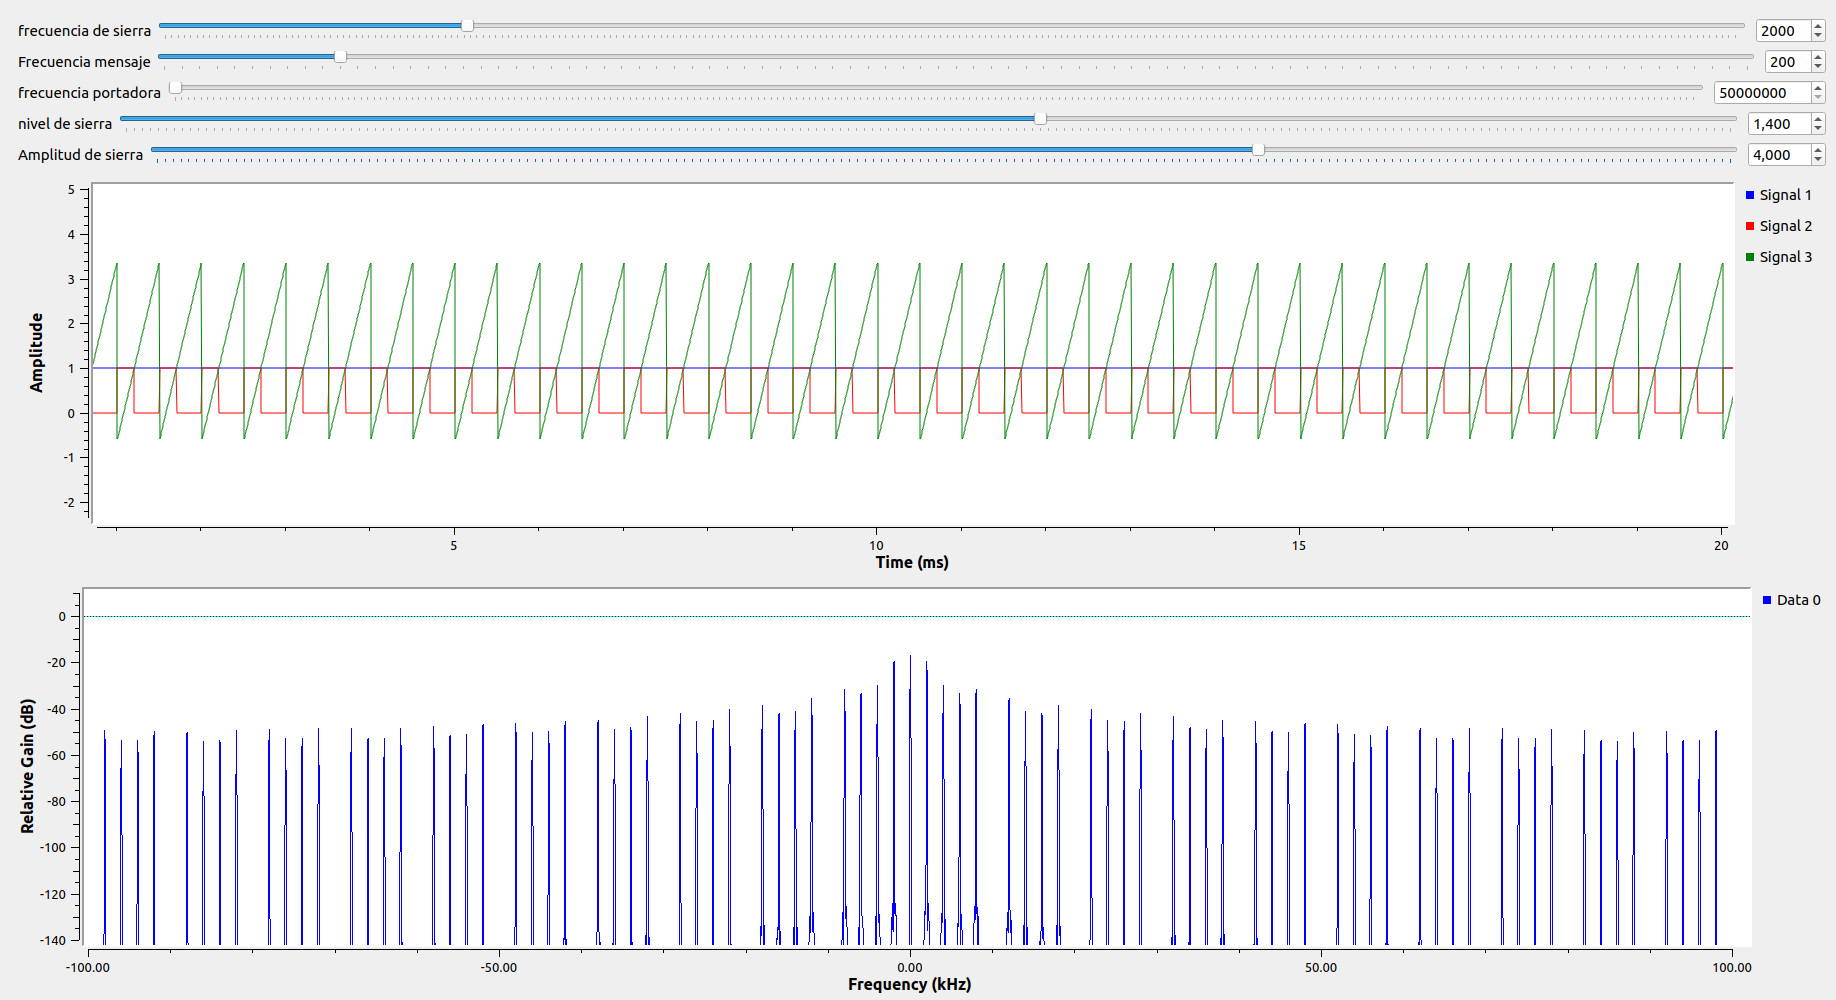 frecuencia de sierra 2000
Frecuencia mensaje 200
frecuencia portadora 50000000
nivel de sierra 1,400
Amplitud de sierra 4,000
5
4
3
2
1
0
-1
-2
Amplitude
Signal 1
Signal 2
Signal 3
5 10 15 20
Time (ms)
0
-20
-40
-60
-80
-100
-120
-140
Relative Gain (dB)
Data 0
-100.00 -50.00 0.00 50.00 100.00
Frequency (kHz)